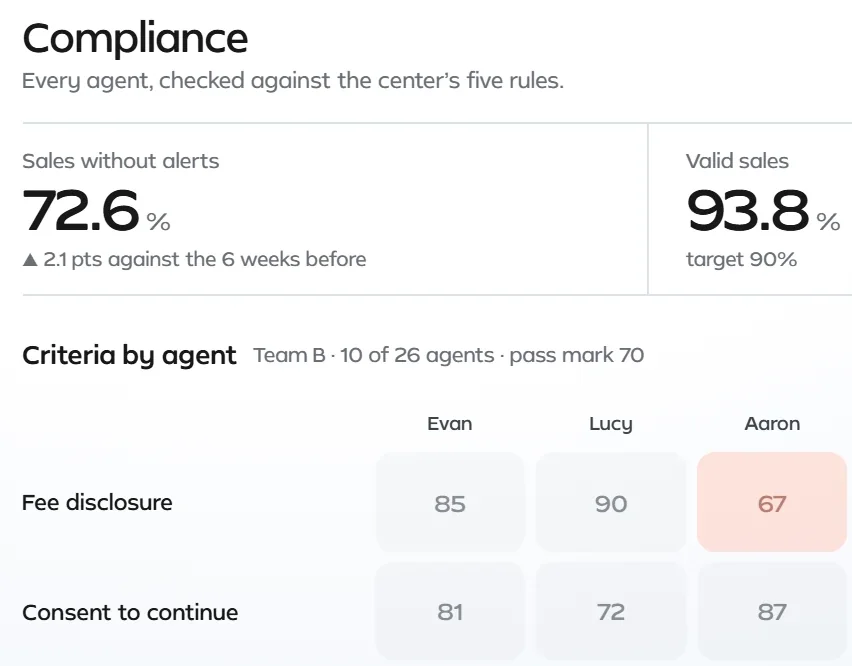 Compliance
Every agent, checked against the center’s five rules.
Sales without alerts
72.6 %
▲ 2.1 pts against the 6 weeks before
Valid sales
93.8 %
target 90%
Criteria by agent Team B · 10 of 26 agents · pass mark 70
Evan Lucy Aaron
Fee disclosure 85 90 67
Consent to continue 81 72 87